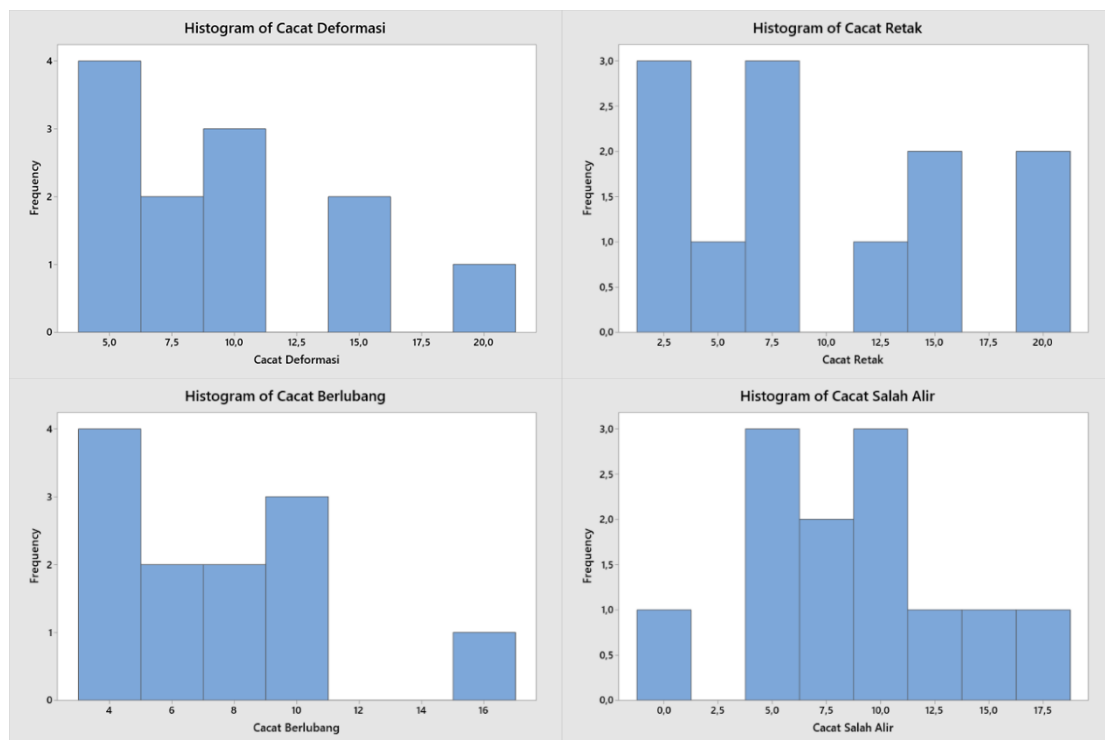 Histogram of Cacat Deformasi
4
3
2
1
0
Frequency
5,0 7,5 10,0 12,5 15,0 17,5 20,0
Cacat Deformasi
Histogram of Cacat Retak
3,0
2,5
2,0
1,5
1,0
0,5
0,0
Frequency
2,5 5,0 7,5 10,0 12,5 15,0 17,5 20,0
Cacat Retak
Histogram of Cacat Berlubang
4
3
2
1
0
Frequency
4 6 8 10 12 14 16
Cacat Berlubang
Histogram of Cacat Salah Alir
3,0
2,5
2,0
1,5
1,0
0,5
0,0
Frequency
0,0 2,5 5,0 7,5 10,0 12,5 15,0 17,5
Cacat Salah Alir